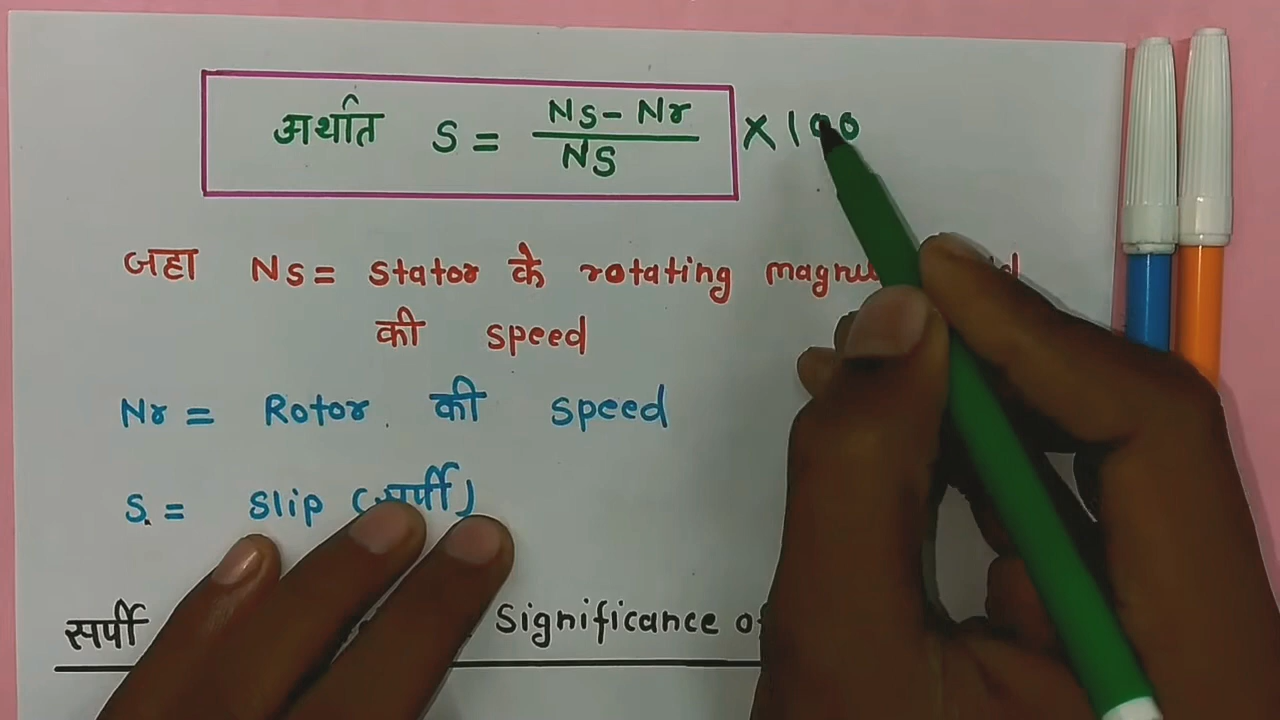 अर्थात S = Ns - Nr / Ns × 100
जहा Ns = Stator के rotating
की speed
Nr = Rotor की speed
S = Slip
सर्पी Significance